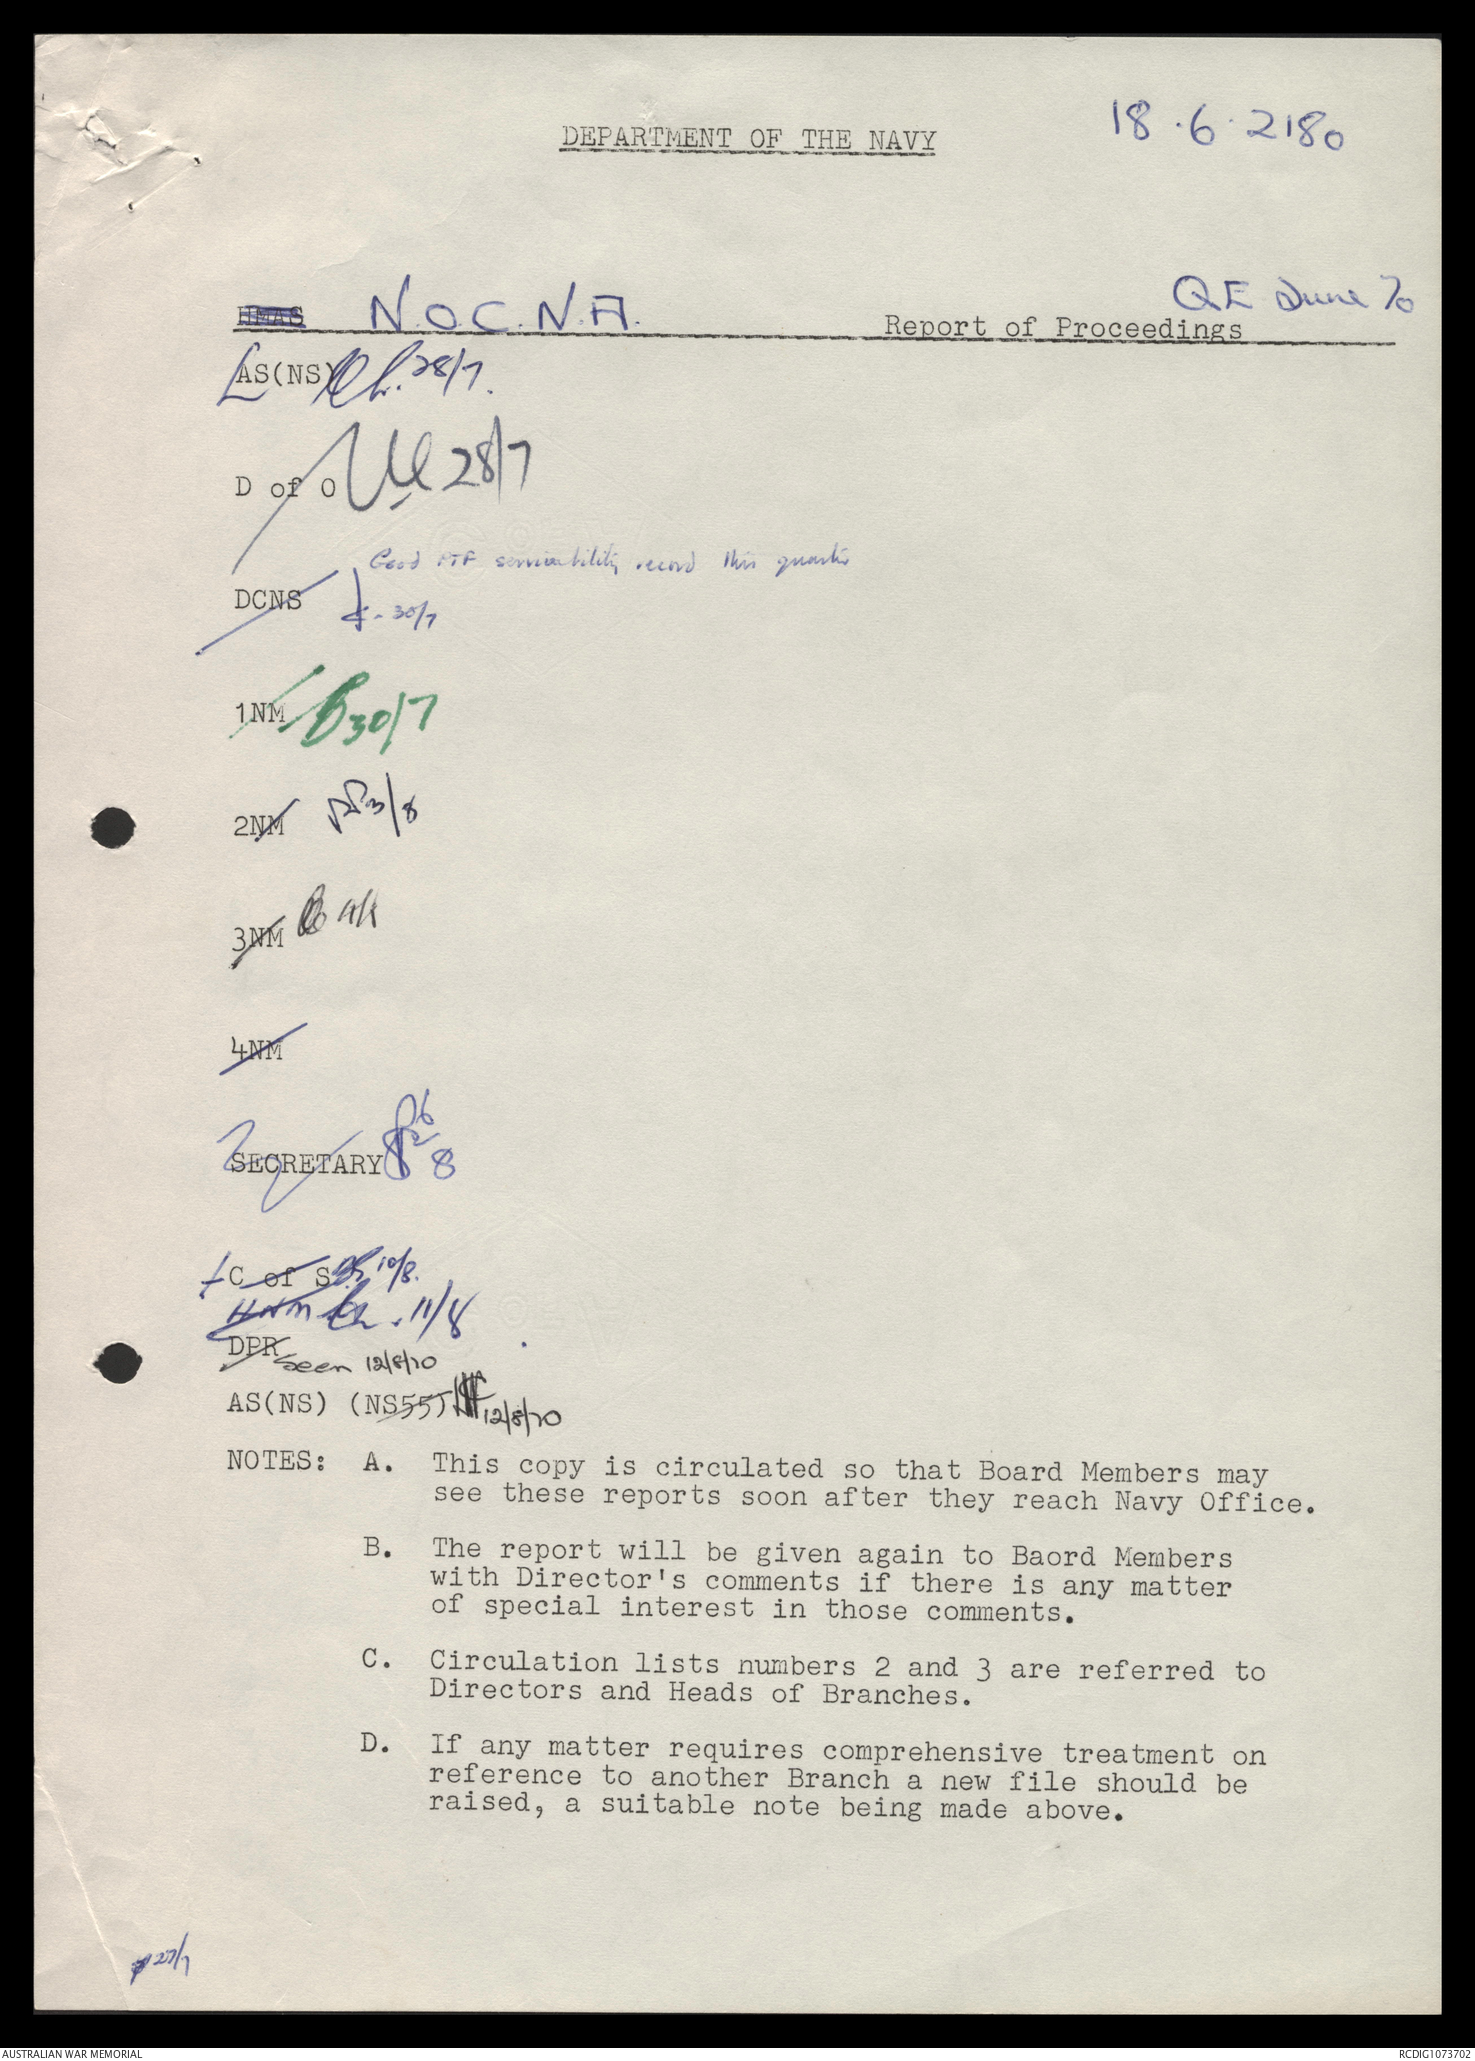 DEPARTMENT OF THE NAVY
18.6.2180
HMAS N.O.C.N.A.
QE June 70
Report of Proceedings
AS(NS) 28/7.
D of O 28/7
Good PTF serviceability record this quarter
DCNS
30/7
1NM 30/7
2NM 3/8
3NM
4NM
SECRETARY 6/8
C of S 10/8.
HNM 11/8
DPR seen 12/8/70
AS(NS) (NS55) 12/8/70
NOTES: A. This copy is circulated so that Board Members may
see these reports soon after they reach Navy Office.
B. The report will be given again to Baord Members
with Director's comments if there is any matter
of special interest in those comments.
C. Circulation lists numbers 2 and 3 are referred to
Directors and Heads of Branches.
D. If any matter requires comprehensive treatment on
reference to another Branch a new file should be
raised, a suitable note being made above.
27/7
AUSTRALIAN WAR MEMORIAL
RCDIG1073702